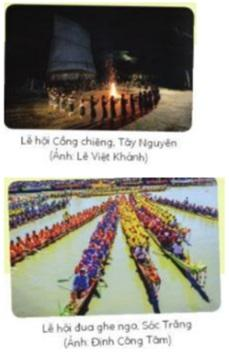 Lễ hội Cồng chiêng, Tây Nguyên
(Ảnh: Lê Việt Khánh)
Lễ hội đua ghe ngo, Sóc Trăng
(Ảnh: Định Công Tâm)